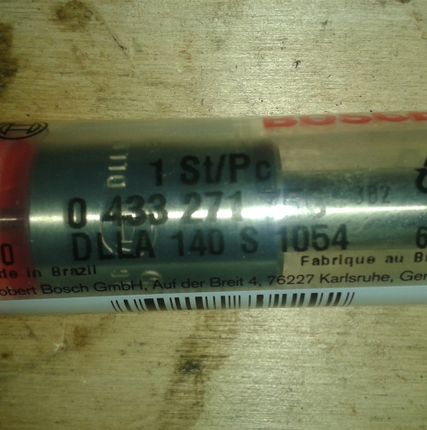 BOSCH
1 St/Pc
0 433 271
382
DLLA 140 S 1054
de in Brazil
Fabrique au B
obert Bosch GmbH, Auf der Breit 4, 76227 Karlsruhe, Ger